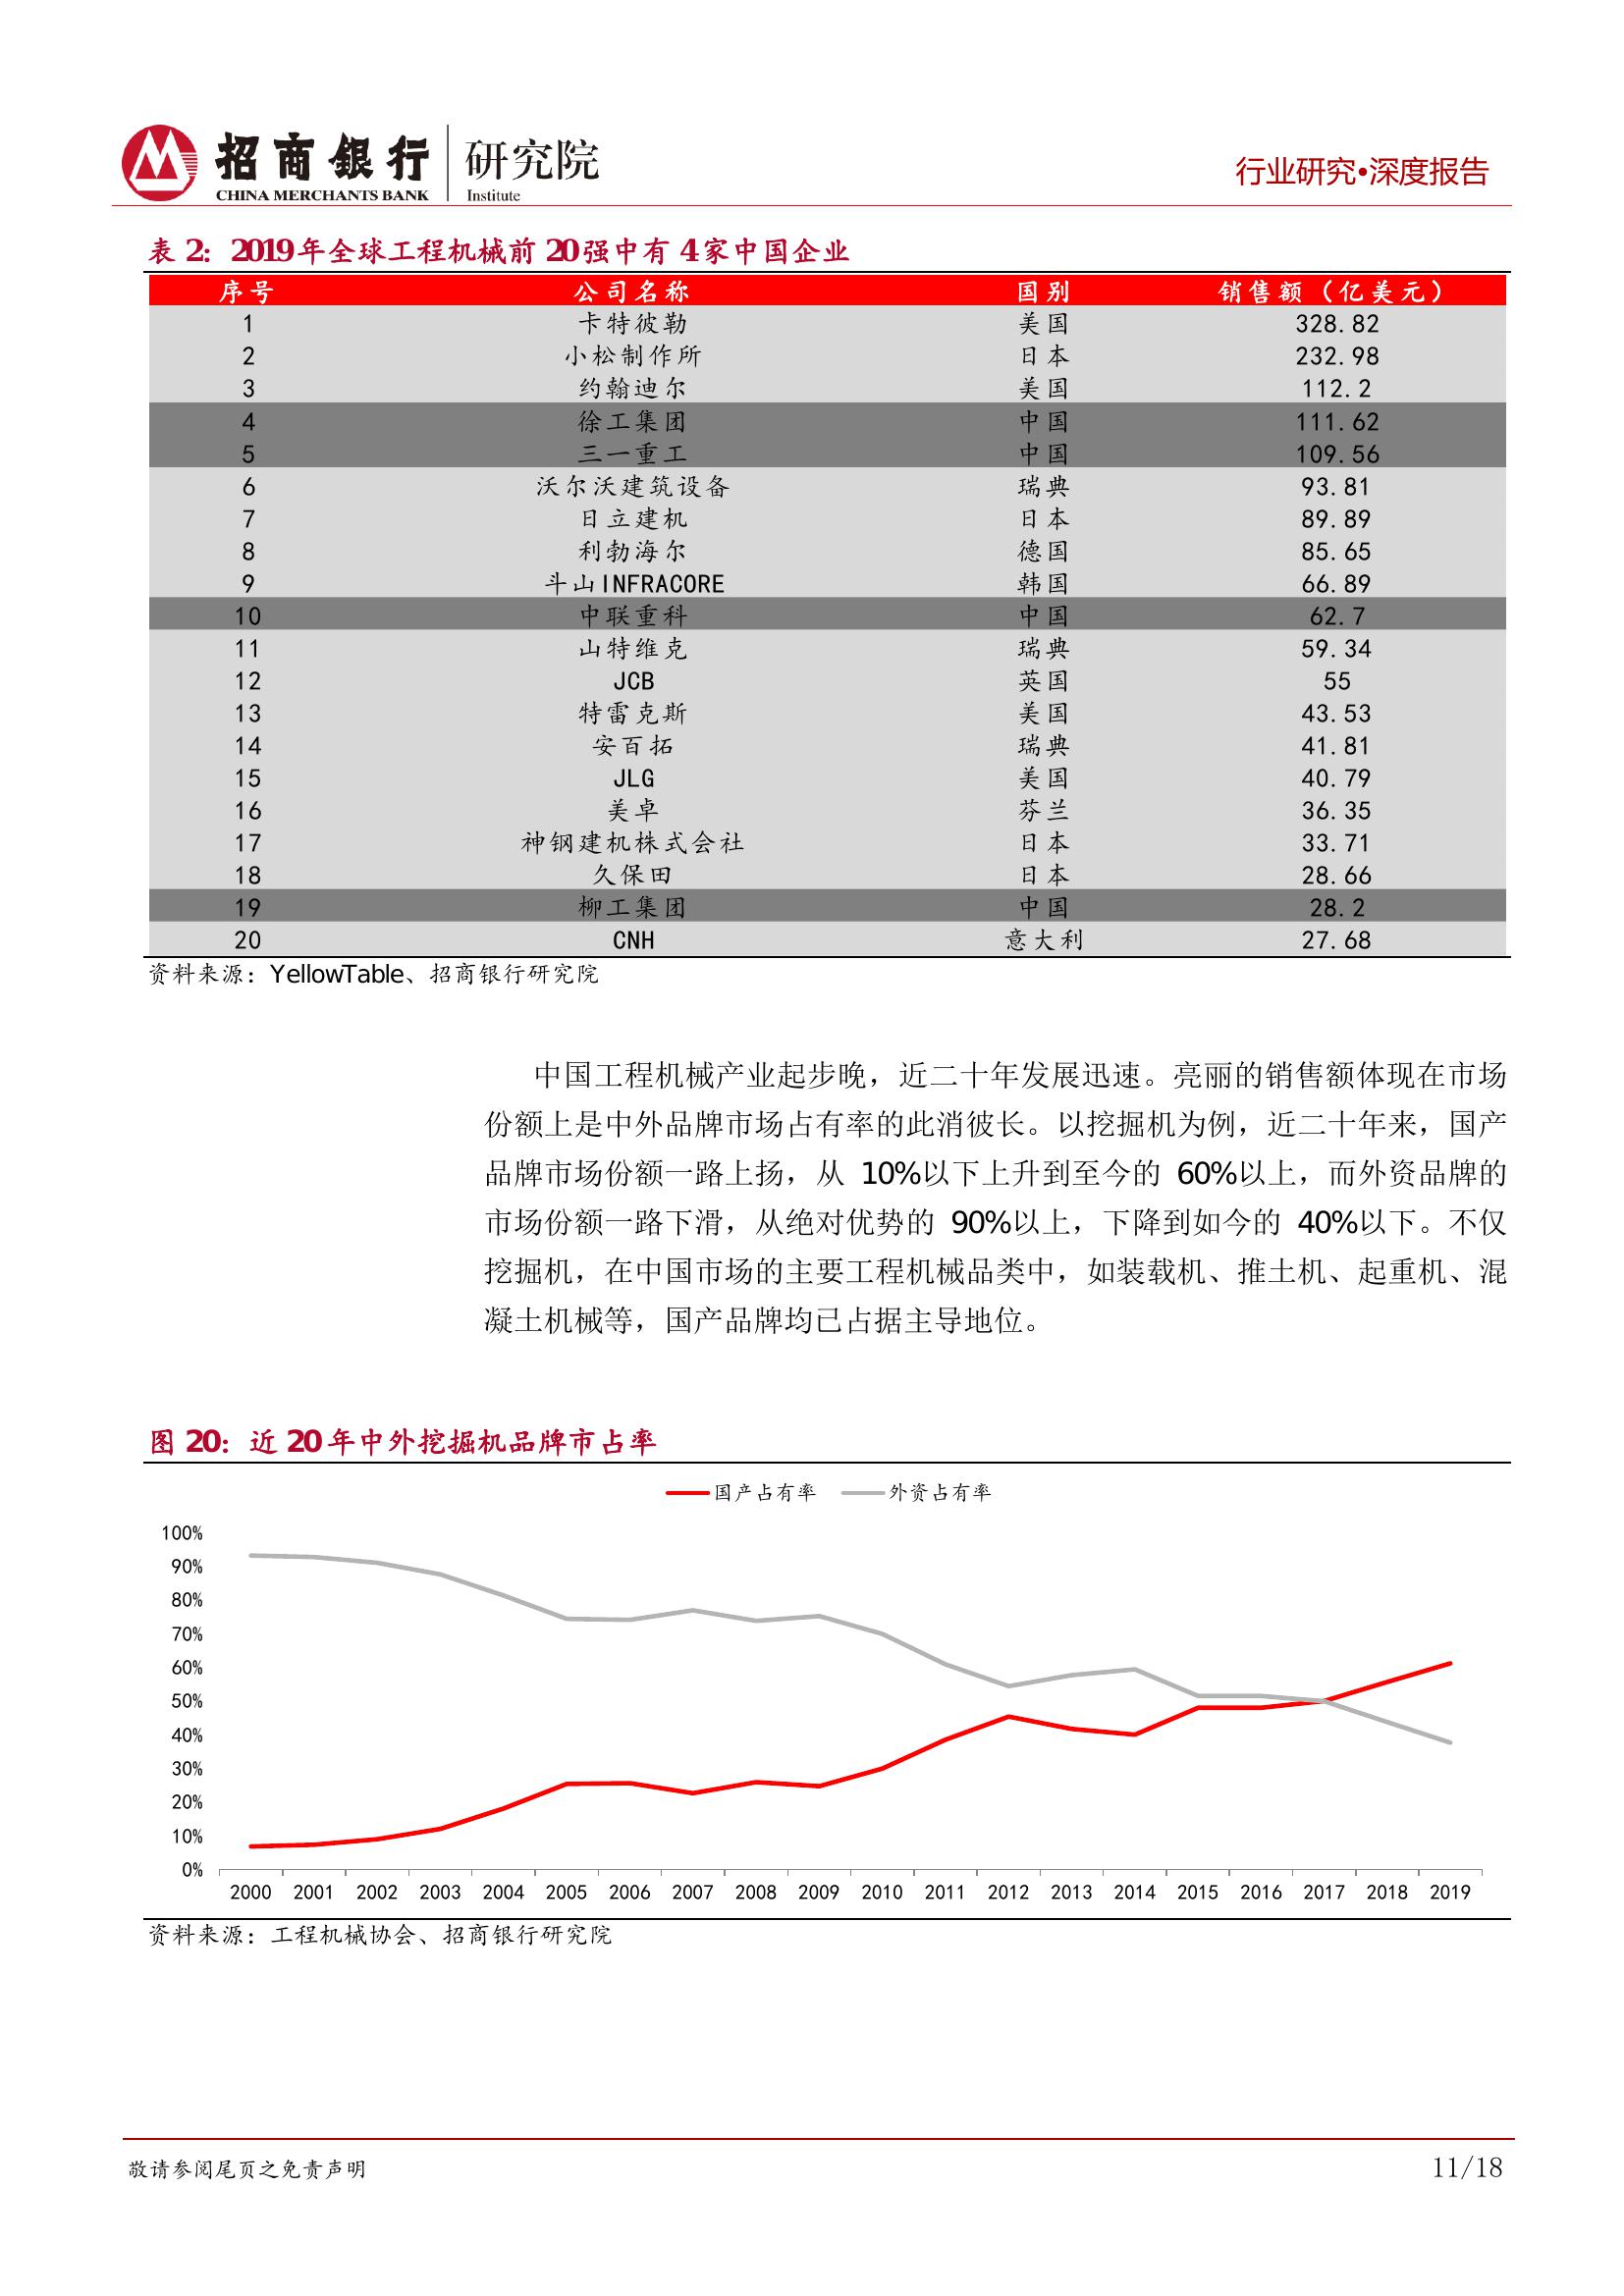 招商银行 研究院
CHINA MERCHANTS BANK Institute
行业研究•深度报告
表 2：2019年全球工程机械前 20强中有 4家中国企业
序号 公司名称 国别 销售额（亿美元）
1 卡特彼勒 美国 328.82
2 小松制作所 日本 232.98
3 约翰迪尔 美国 112.2
4 徐工集团 中国 111.62
5 三一重工 中国 109.56
6 沃尔沃建筑设备 瑞典 93.81
7 日立建机 日本 89.89
8 利勃海尔 德国 85.65
9 斗山INFRACORE 韩国 66.89
10 中联重科 中国 62.7
11 山特维克 瑞典 59.34
12 JCB 英国 55
13 特雷克斯 美国 43.53
14 安百拓 瑞典 41.81
15 JLG 美国 40.79
16 美卓 芬兰 36.35
17 神钢建机株式会社 日本 33.71
18 久保田 日本 28.66
19 柳工集团 中国 28.2
20 CNH 意大利 27.68
资料来源：YellowTable、招商银行研究院
中国工程机械产业起步晚，近二十年发展迅速。亮丽的销售额体现在市场
份额上是中外品牌市场占有率的此消彼长。以挖掘机为例，近二十年来，国产
品牌市场份额一路上扬，从 10%以下上升到至今的 60%以上，而外资品牌的
市场份额一路下滑，从绝对优势的 90%以上，下降到如今的 40%以下。不仅
挖掘机，在中国市场的主要工程机械品类中，如装载机、推土机、起重机、混
凝土机械等，国产品牌均已占据主导地位。
图 20：近 20年中外挖掘机品牌市占率
国产占有率 外资占有率
100%
90%
80%
70%
60%
50%
40%
30%
20%
10%
0%
2000 2001 2002 2003 2004 2005 2006 2007 2008 2009 2010 2011 2012 2013 2014 2015 2016 2017 2018 2019
资料来源：工程机械协会、招商银行研究院
敬请参阅尾页之免责声明
11/18